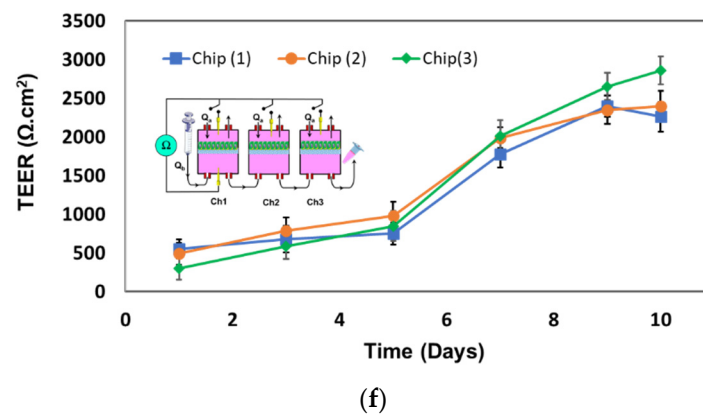 3500
3000
2500
2000
1500
1000
500
0
TEER (Ω.cm²)
Chip (1) Chip (2) Chip(3)
Ω
Ch1 Ch2 Ch3
0 2 4 6 8 10
Time (Days)
(f)